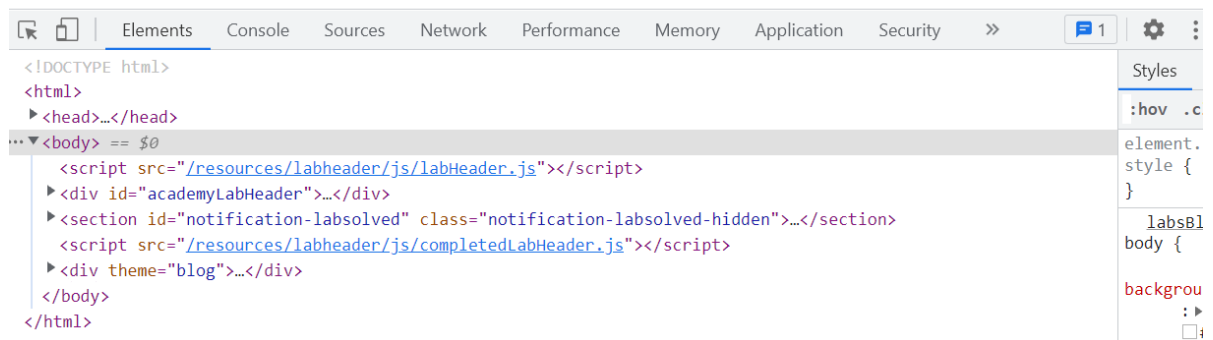 Elements Console Sources Network Performance Memory Application Security » 1
<!DOCTYPE html>
<html>
<head>…</head>
<body> == $0
<script src="/resources/labheader/js/labHeader.js"></script>
<div id="academyLabHeader">…</div>
<section id="notification-labsolved" class="notification-labsolved-hidden">…</section>
<script src="/resources/labheader/js/completedLabHeader.js"></script>
<div theme="blog">…</div>
</body>
</html>
Styles
:hov .c
element.
style {
}
labsBl
body {
backgrou
: